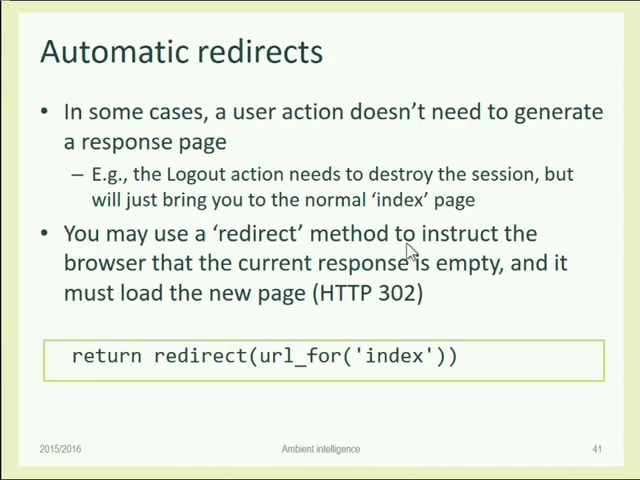 Automatic redirects
• In some cases, a user action doesn't need to generate
a response page
– E.g., the Logout action needs to destroy the session, but
will just bring you to the normal 'index' page
• You may use a 'redirect' method to instruct the
browser that the current response is empty, and it
must load the new page (HTTP 302)
return redirect(url_for('index'))
2015/2016 Ambient intelligence 41